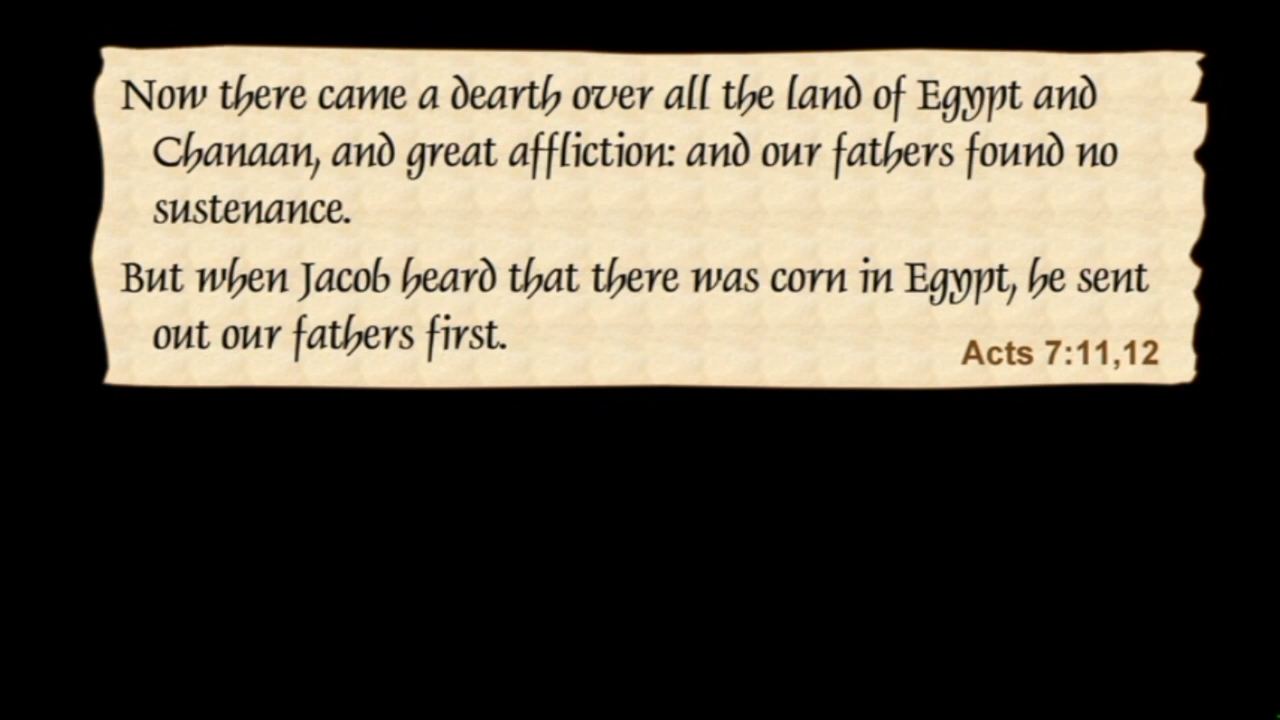 Now there came a dearth over all the land of Egypt and
Chanaan, and great affliction: and our fathers found no
sustenance.
But when Jacob heard that there was corn in Egypt, he sent
out our fathers first.
Acts 7:11,12